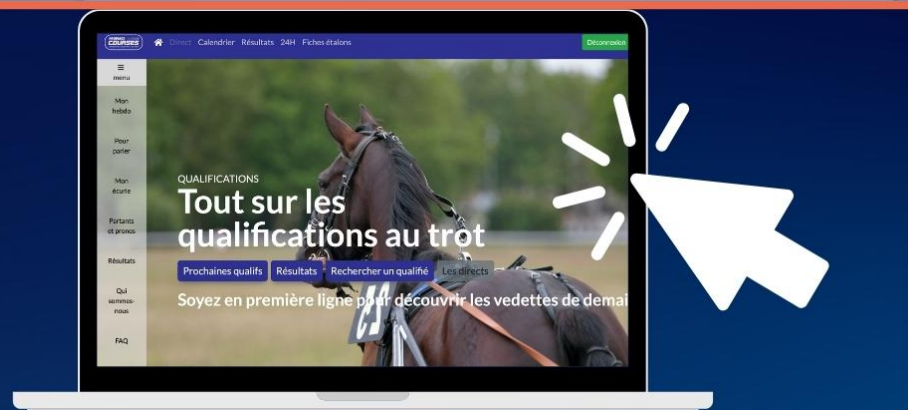 COURSES
Direct Calendrier Résultats 24H Fiches étalons
Déconnexion
menu
Mon
hebdo
Pour
parier
Mon
écurie
Partants
et pronos
Résultats
Qui
sommes-
nous
FAQ
QUALIFICATIONS
Tout sur les
qualifications au trot
Prochaines qualifs Résultats Rechercher un qualifié Les directs
Soyez en première ligne pour découvrir les vedettes de demai